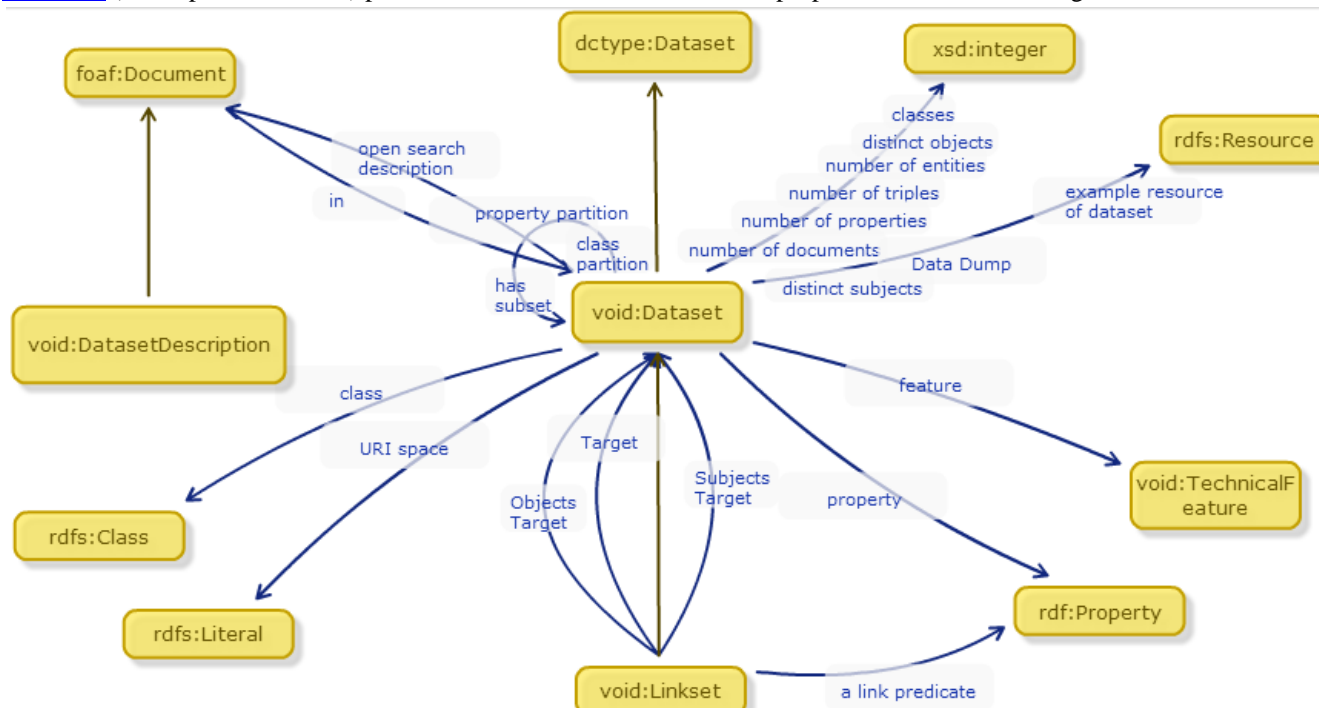 dctype:Dataset
xsd:integer
foaf:Document
classes
distinct objects
number of entities
number of triples
number of properties
number of documents
distinct subjects
rdfs:Resource
example resource
of dataset
Data Dump
open search
description
in
property partition
class
partition
has
subset
void:Dataset
void:DatasetDescription
class
URI space
feature
Target
Objects
Target
Subjects
Target
property
void:TechnicalF
eature
rdfs:Class
rdfs:Literal
rdf:Property
void:Linkset
a link predicate